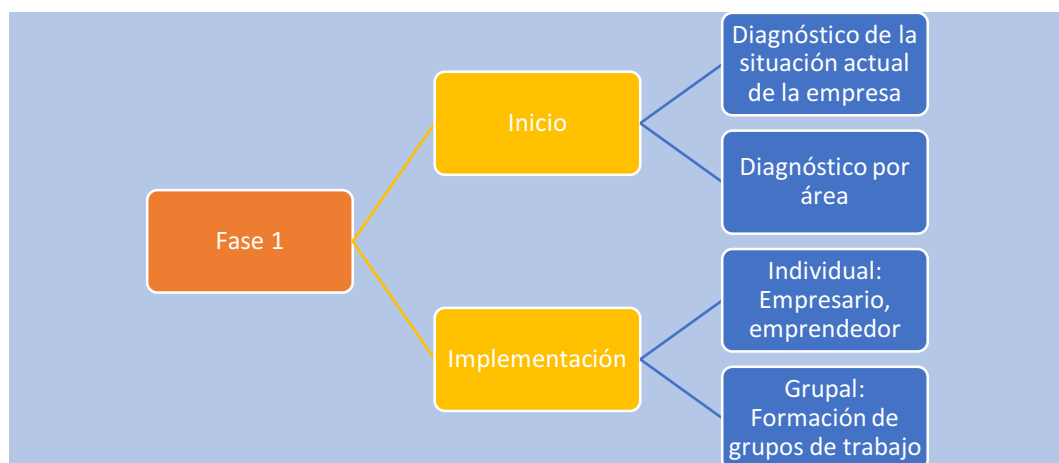 Fase 1
Inicio
Diagnóstico de la
situación actual
de la empresa
Diagnóstico por
área
Implementación
Individual:
Empresario,
emprendedor
Grupal:
Formación de
grupos de trabajo